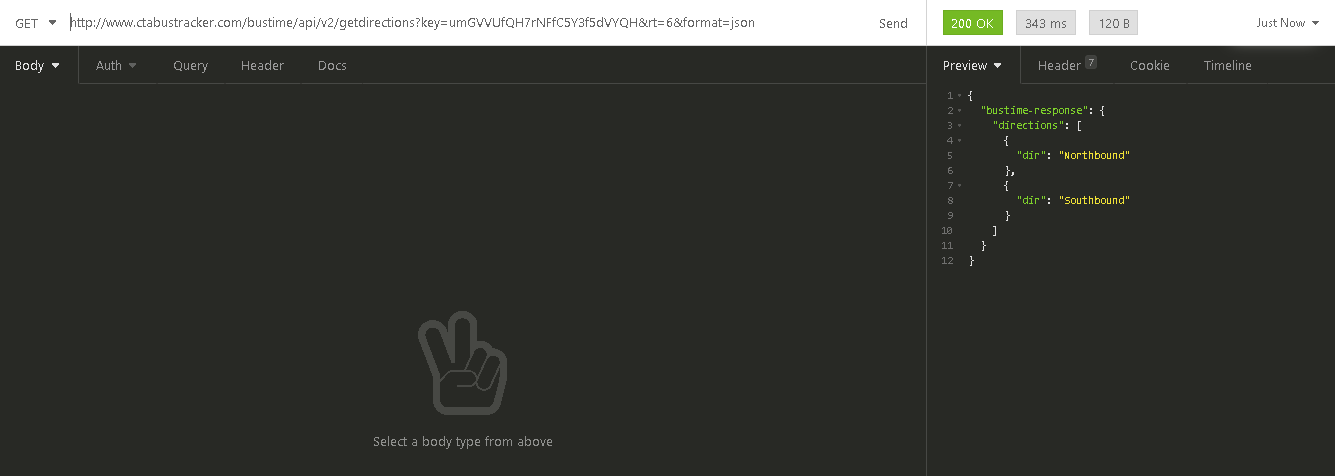 GET http://www.ctabustracker.com/bustime/api/v2/getdirections?key=umGVVUfQH7rNFfC5Y3f5dVYQH&rt=6&format=json Send 200 OK 343 ms 120 B Just Now
Body Auth Query Header Docs Preview Header 7 Cookie Timeline
1 {
2 "bustime-response": {
3 "directions": [
4 {
5 "dir": "Northbound"
6 },
7 {
8 "dir": "Southbound"
9 }
10 ]
11 }
12 }
Select a body type from above